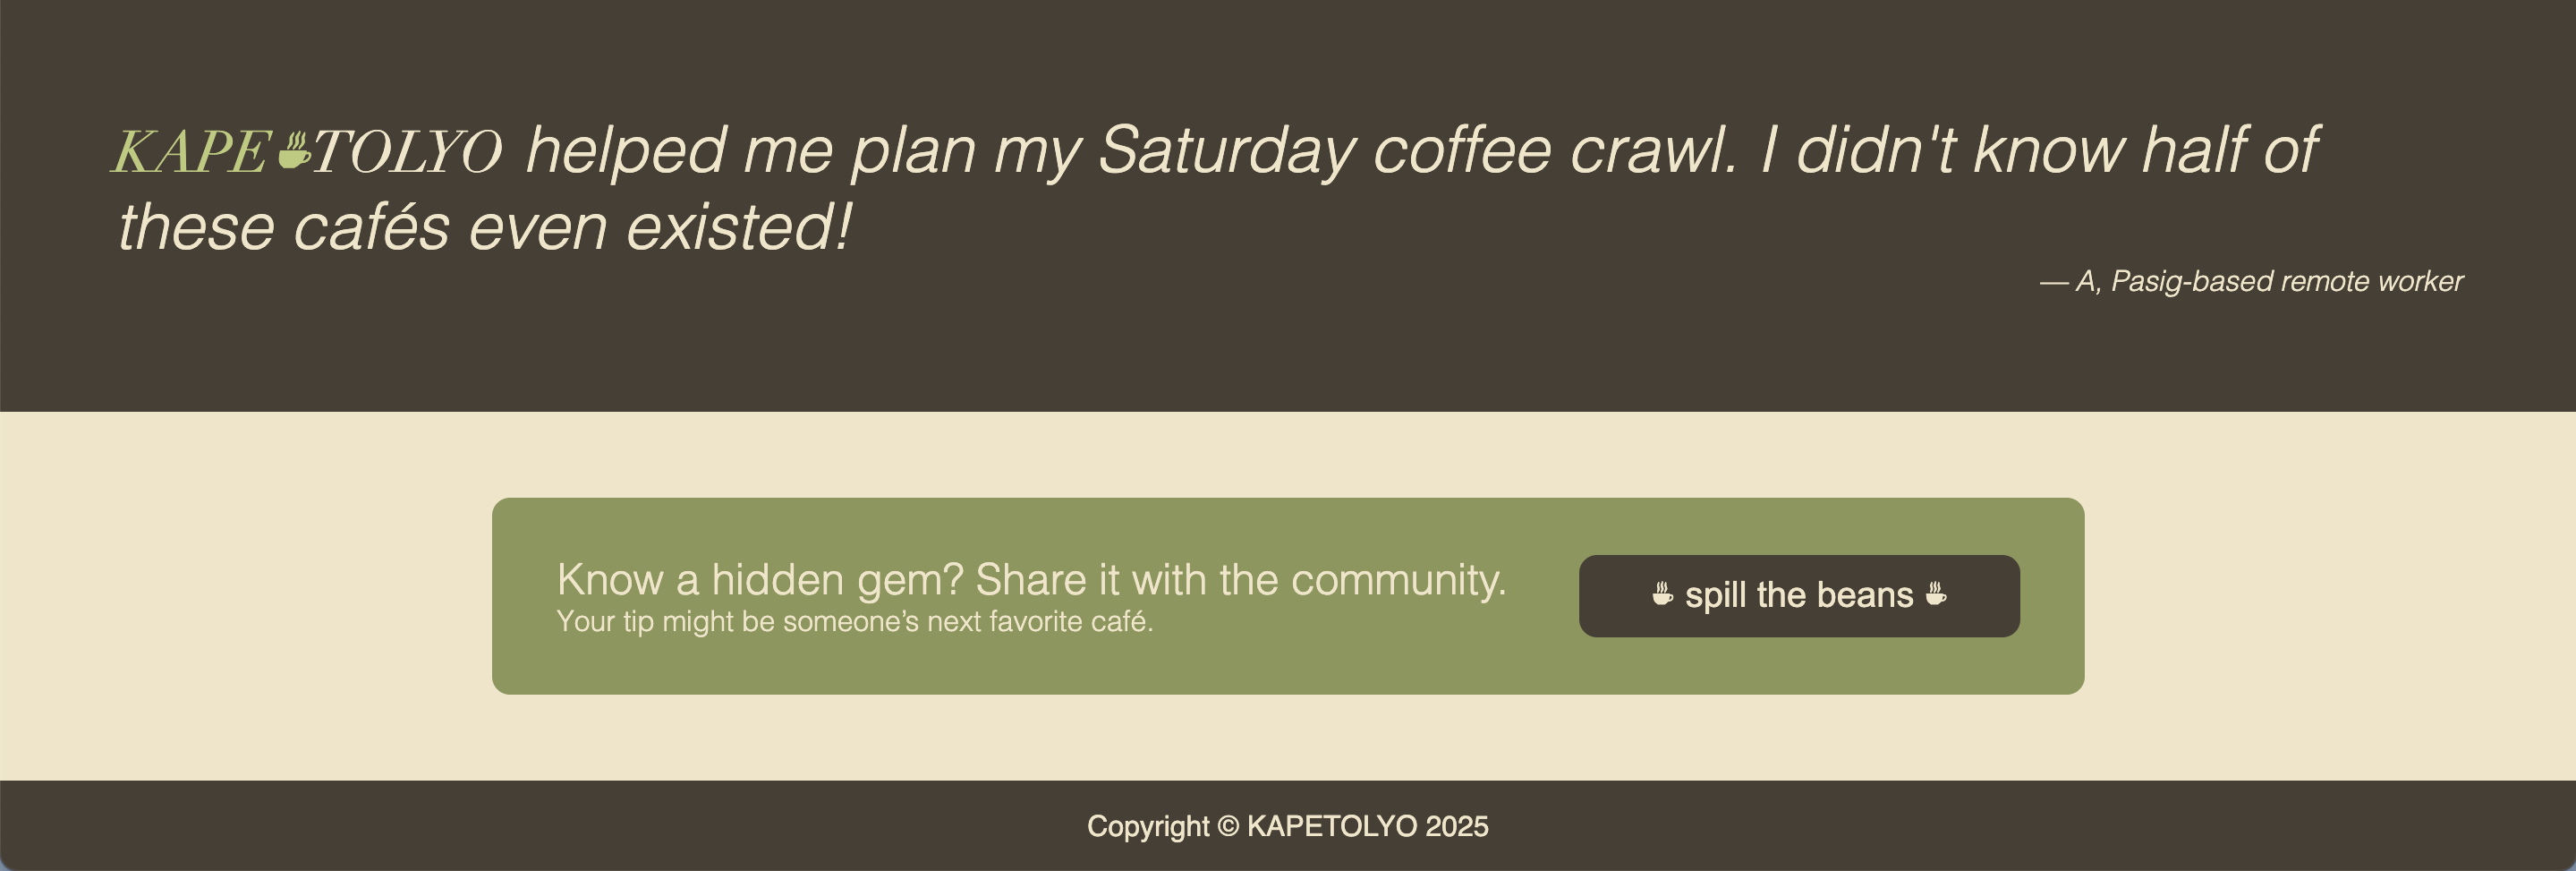 KAPETOLYO helped me plan my Saturday coffee crawl. I didn't know half of
these cafés even existed!
— A, Pasig-based remote worker
Know a hidden gem? Share it with the community.
Your tip might be someone’s next favorite café.
spill the beans
Copyright © KAPETOLYO 2025